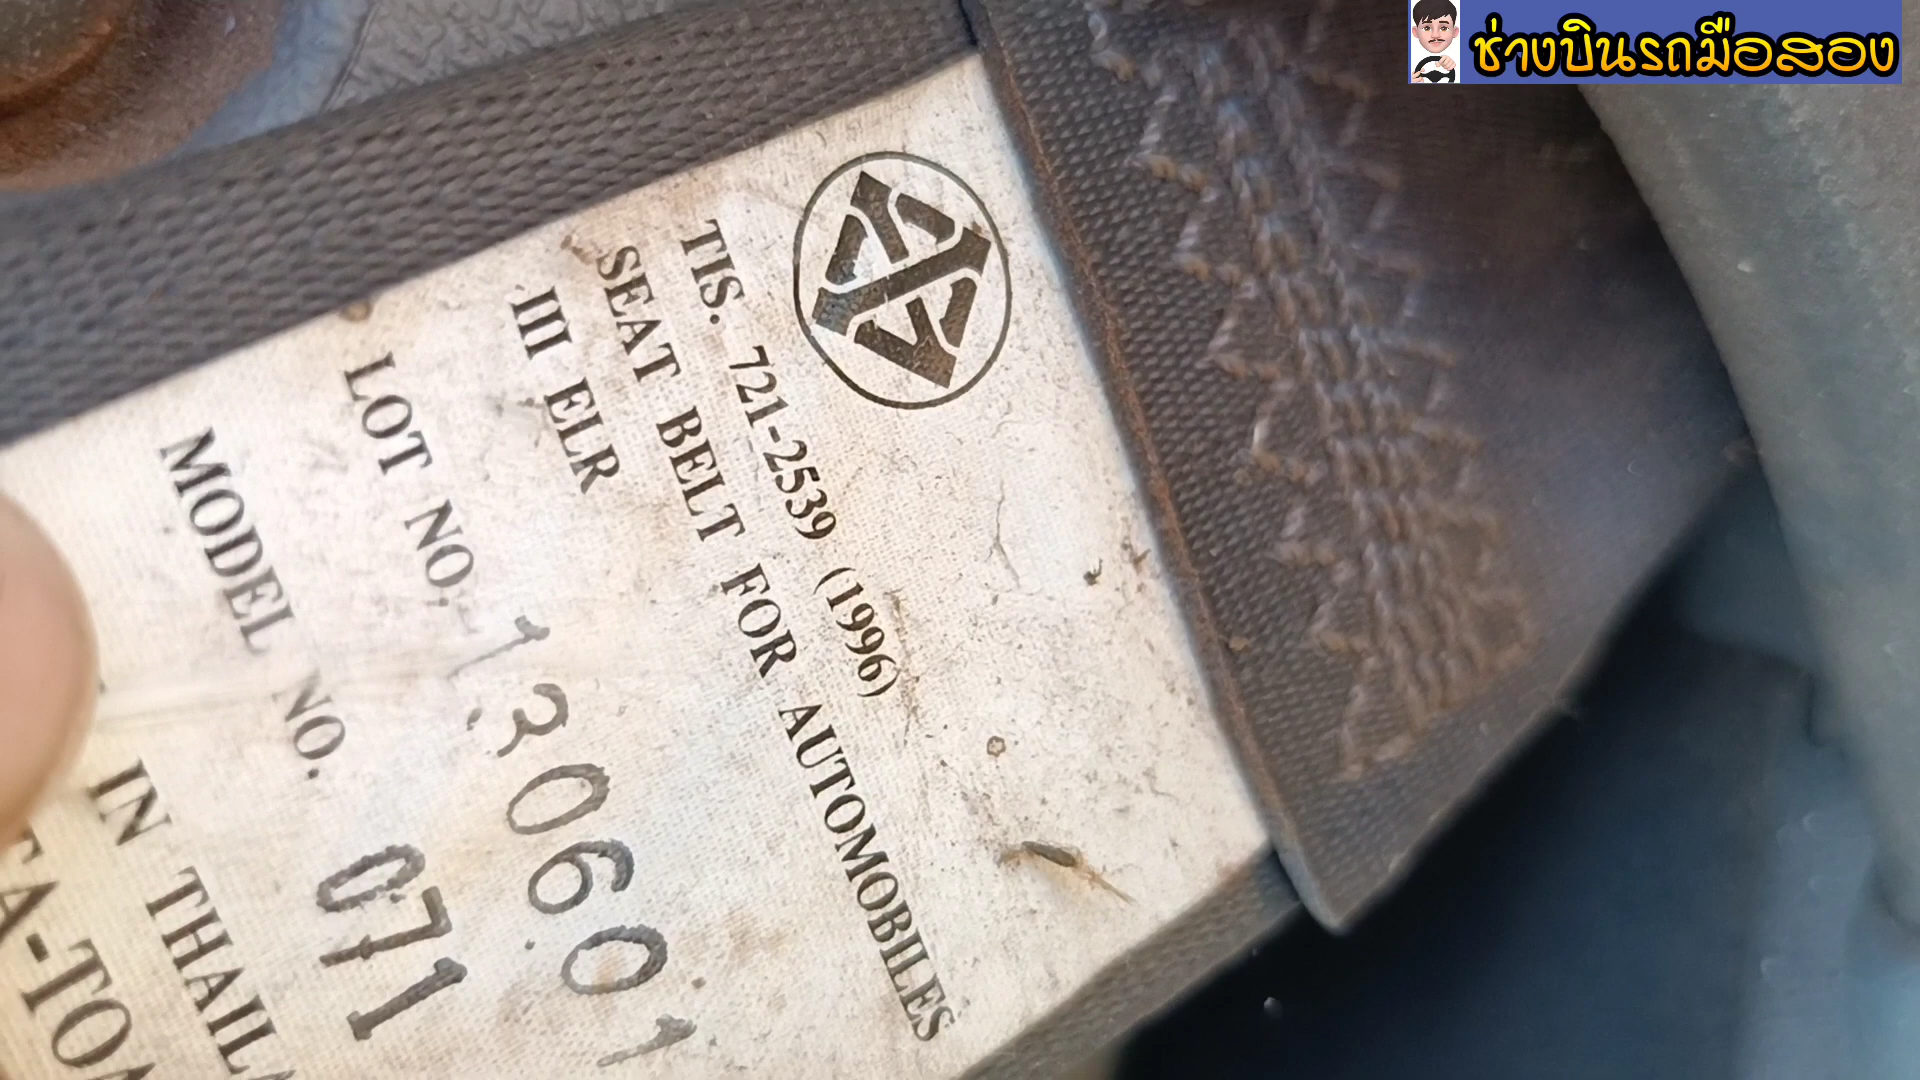 ช่างบินรถมือสอง
TIS. 721-2539 (1996)
SEAT BELT FOR AUTOMOBILES
III ELR
LOT NO. 130601
MODEL NO. 071
IN THAIL
A-TOA